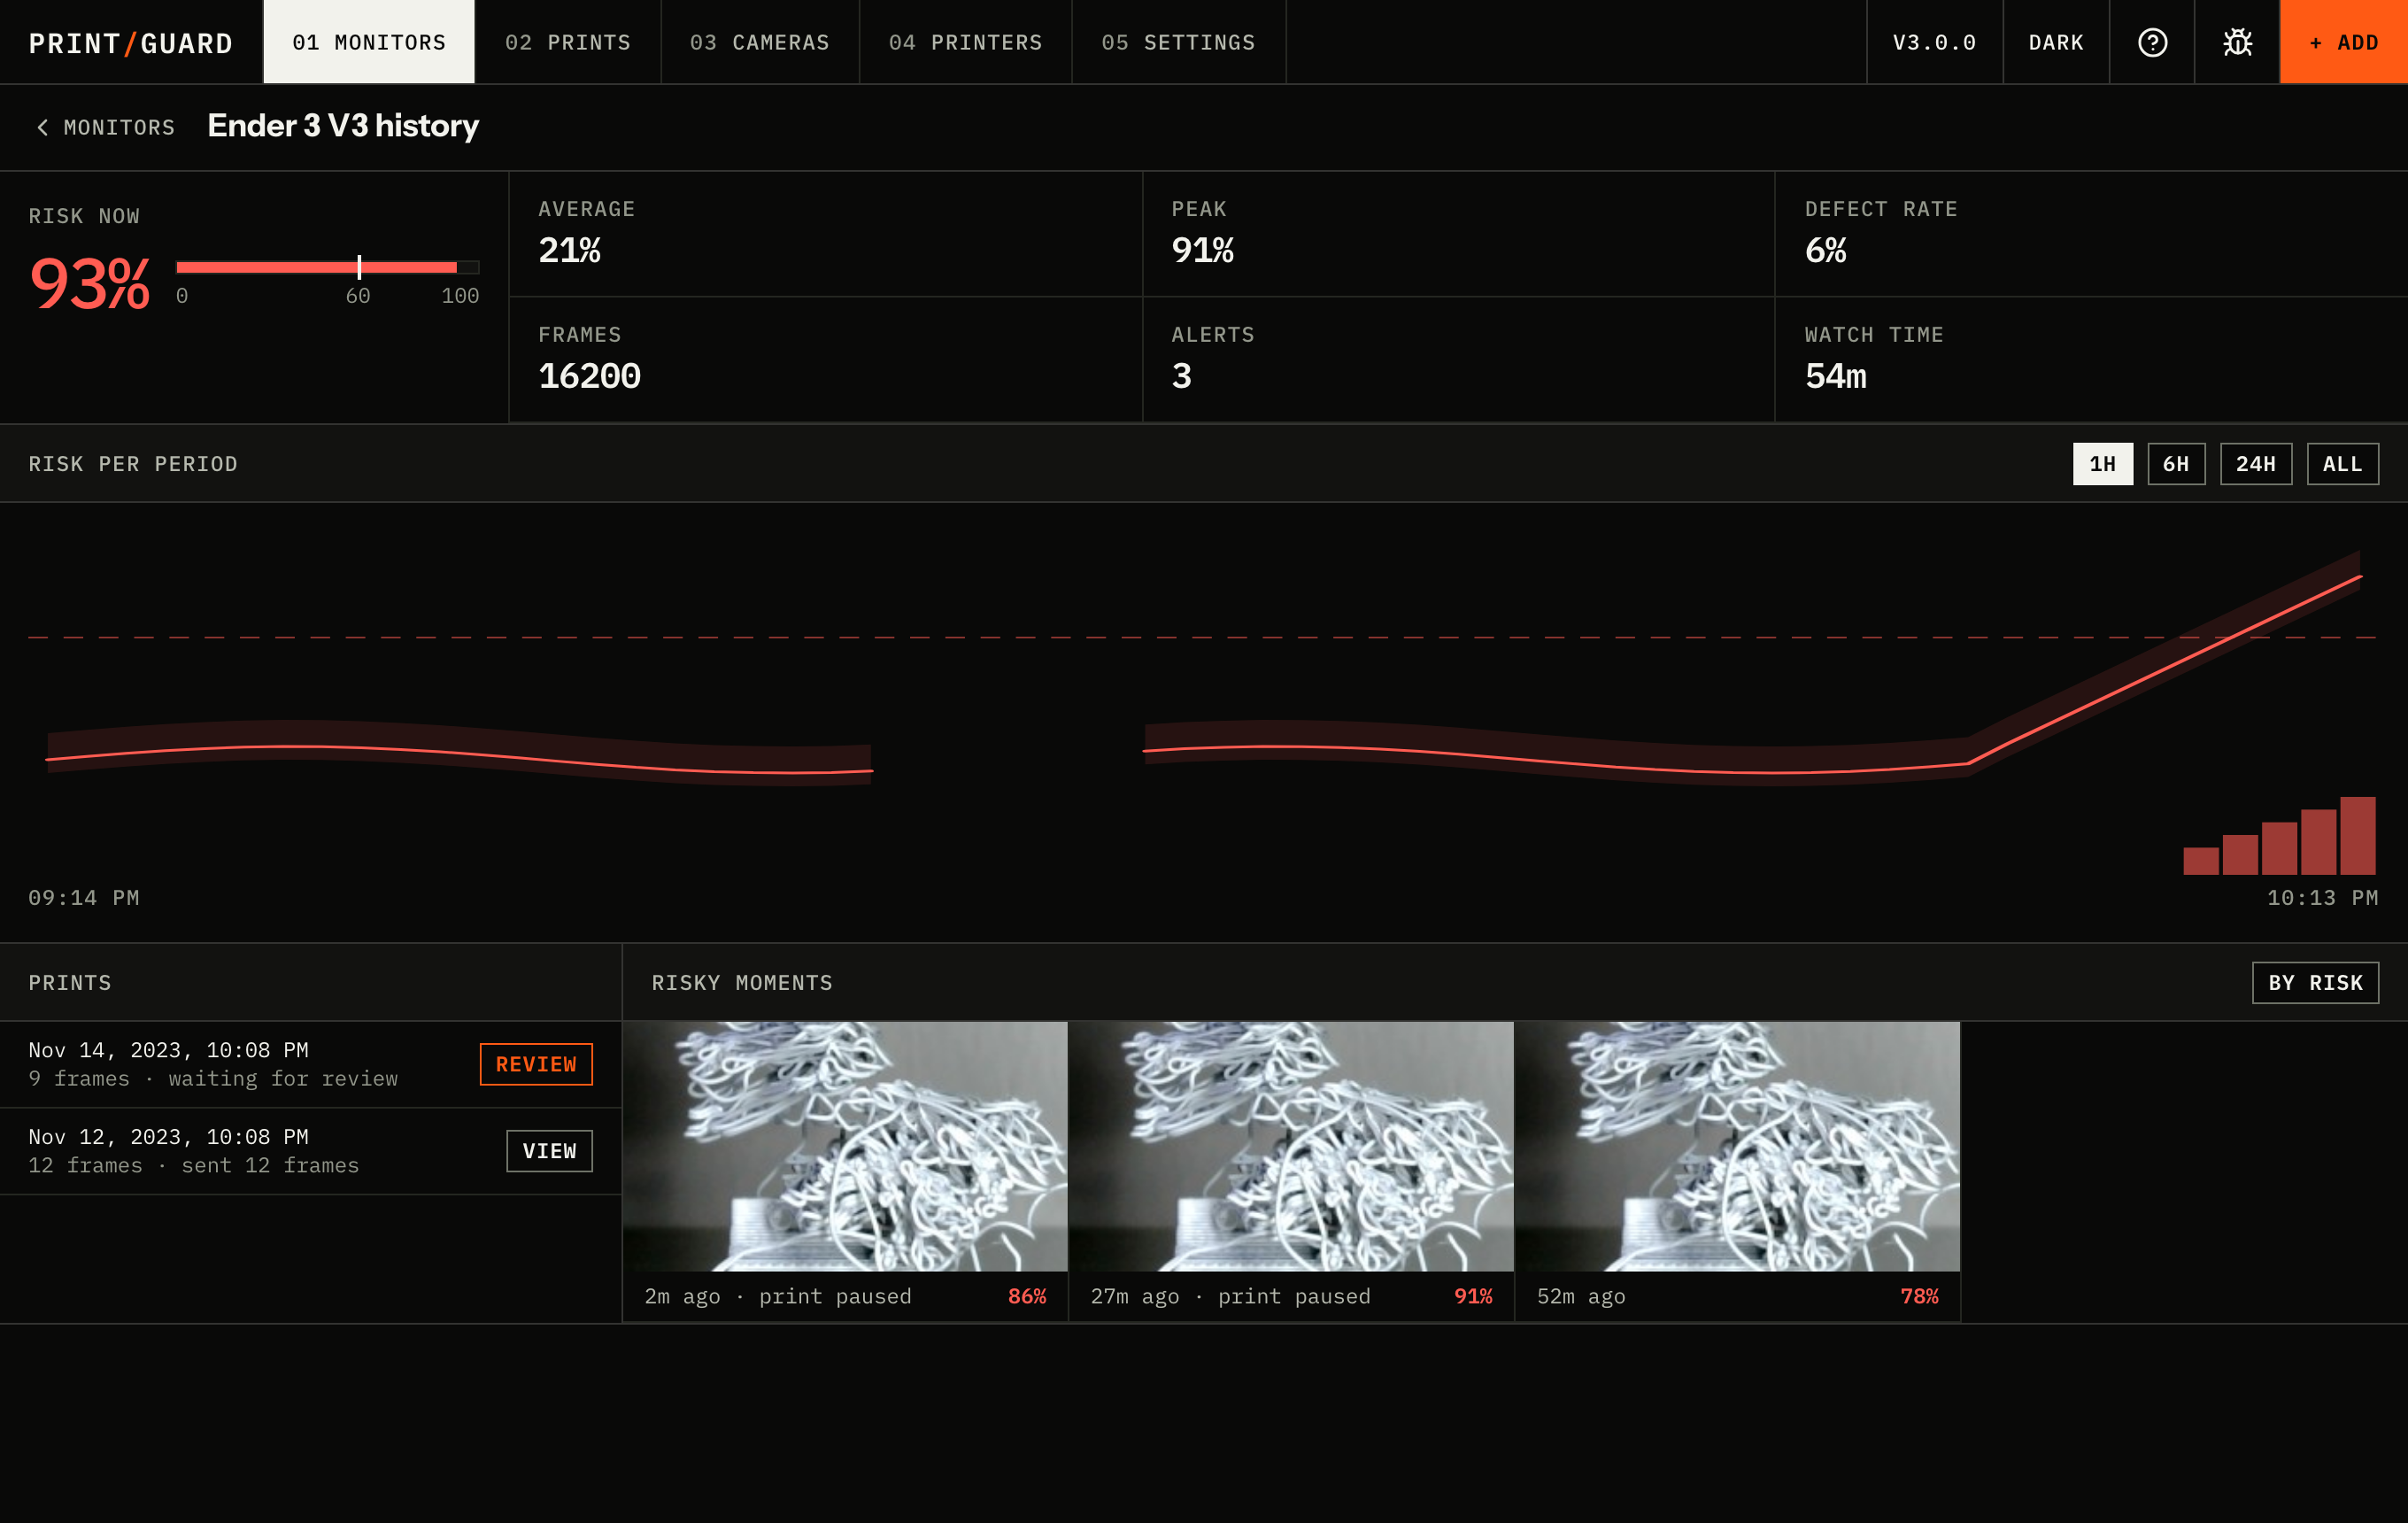 PRINT/GUARD 01 MONITORS 02 PRINTS 03 CAMERAS 04 PRINTERS 05 SETTINGS V3.0.0 DARK + ADD
MONITORS Ender 3 V3 history
RISK NOW
93%
0 60 100
AVERAGE
21%
PEAK
91%
DEFECT RATE
6%
FRAMES
16200
ALERTS
3
WATCH TIME
54m
RISK PER PERIOD 1H 6H 24H ALL
09:14 PM 10:13 PM
PRINTS
Nov 14, 2023, 10:08 PM
9 frames · waiting for review
REVIEW
Nov 12, 2023, 10:08 PM
12 frames · sent 12 frames
VIEW
RISKY MOMENTS BY RISK
2m ago · print paused 86%
27m ago · print paused 91%
52m ago 78%